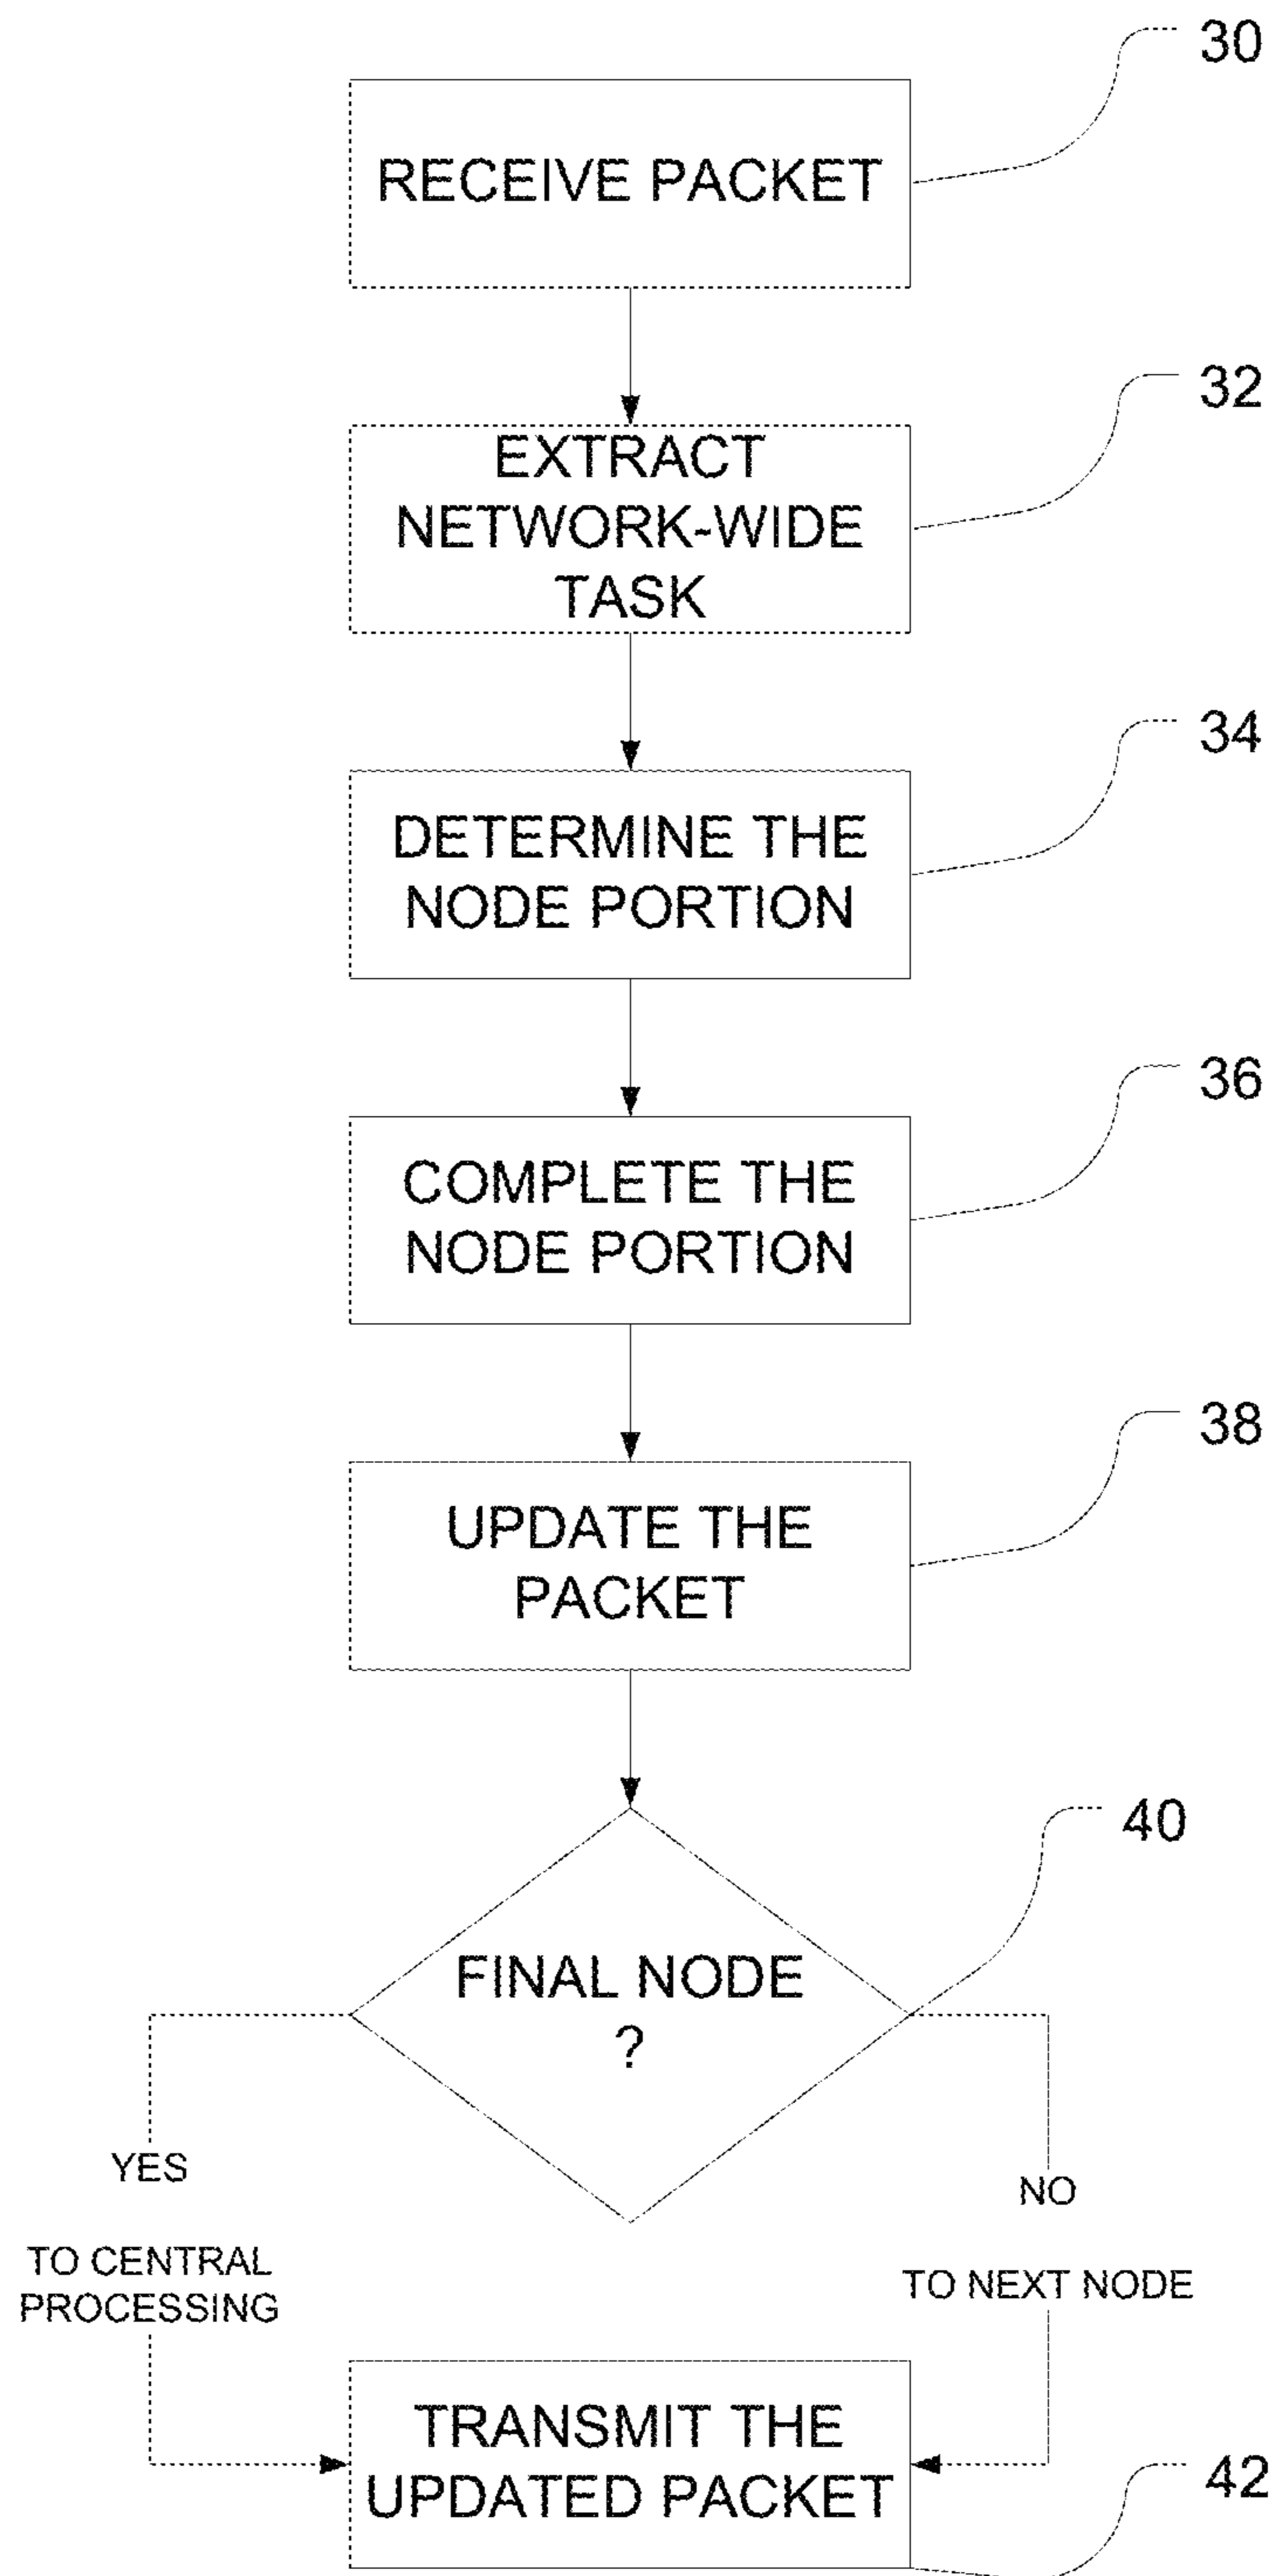 30
RECEIVE PACKET
32
EXTRACT
NETWORK-WIDE
TASK
34
DETERMINE THE
NODE PORTION
36
COMPLETE THE
NODE PORTION
38
UPDATE THE
PACKET
40
FINAL NODE
?
YES
NO
TO CENTRAL
PROCESSING
TO NEXT NODE
TRANSMIT THE
UPDATED PACKET
42